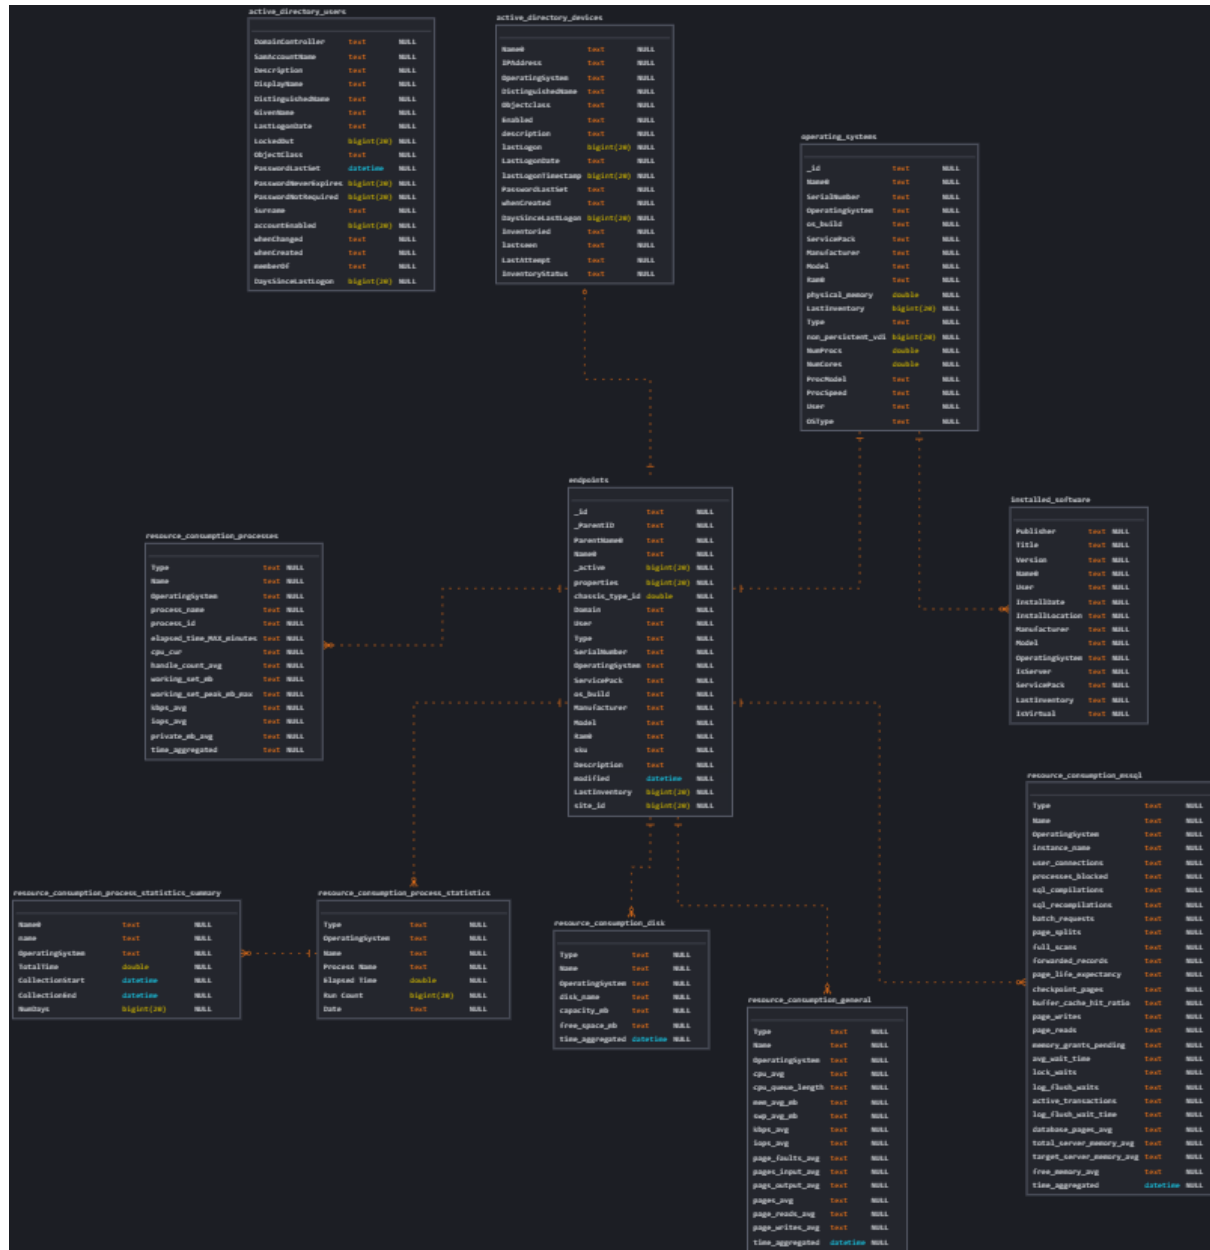 active_directory_users
DomainController text NULL
SamAccountName text NULL
Description text NULL
DisplayName text NULL
DistinguishedName text NULL
GivenName text NULL
LastLogonDate text NULL
LockedOut bigint(20) NULL
ObjectClass text NULL
PasswordLastSet datetime NULL
PasswordNeverExpires bigint(20) NULL
PasswordNotRequired bigint(20) NULL
Surname text NULL
accountEnabled bigint(20) NULL
whenChanged text NULL
whenCreated text NULL
memberOf text NULL
DaysSinceLastLogon bigint(20) NULL
active_directory_devices
Name0 text NULL
IPAddress text NULL
OperatingSystem text NULL
DistinguishedName text NULL
Objectclass text NULL
Enabled text NULL
description text NULL
lastLogon bigint(20) NULL
LastLogonDate text NULL
lastLogonTimestamp bigint(20) NULL
PasswordLastSet text NULL
whenCreated text NULL
DaysSinceLastLogon bigint(20) NULL
Inventoried text NULL
lastseen text NULL
LastAttempt text NULL
InventoryStatus text NULL
operating_systems
_id text NULL
Name0 text NULL
SerialNumber text NULL
OperatingSystem text NULL
os_build text NULL
ServicePack text NULL
Manufacturer text NULL
Model text NULL
Ram0 text NULL
physical_memory double NULL
LastInventory bigint(20) NULL
Type text NULL
non_persistent_vdi bigint(20) NULL
NumProcs double NULL
NumCores double NULL
ProcModel text NULL
ProcSpeed text NULL
User text NULL
OSType text NULL
endpoints
_id text NULL
_ParentID text NULL
ParentName0 text NULL
Name0 text NULL
_active bigint(20) NULL
properties bigint(20) NULL
chassis_type_id double NULL
Domain text NULL
User text NULL
Type text NULL
SerialNumber text NULL
OperatingSystem text NULL
ServicePack text NULL
os_build text NULL
Manufacturer text NULL
Model text NULL
Ram0 text NULL
sku text NULL
Description text NULL
modified datetime NULL
LastInventory bigint(20) NULL
site_id bigint(20) NULL
installed_software
Publisher text NULL
Title text NULL
Version text NULL
Name0 text NULL
User text NULL
InstallDate text NULL
InstallLocation text NULL
Manufacturer text NULL
Model text NULL
OperatingSystem text NULL
IsServer text NULL
ServicePack text NULL
LastInventory text NULL
IsVirtual text NULL
resource_consumption_processes
Type text NULL
Name text NULL
OperatingSystem text NULL
process_name text NULL
process_id text NULL
elapsed_time_MAX_minutes text NULL
cpu_cur text NULL
handle_count_avg text NULL
working_set_mb text NULL
working_set_peak_mb_max text NULL
kbps_avg text NULL
iops_avg text NULL
private_mb_avg text NULL
time_aggregated text NULL
resource_consumption_mssql
Type text NULL
Name text NULL
OperatingSystem text NULL
instance_name text NULL
user_connections text NULL
processes_blocked text NULL
sql_compilations text NULL
sql_recompilations text NULL
batch_requests text NULL
page_splits text NULL
full_scans text NULL
forwarded_records text NULL
page_life_expectancy text NULL
checkpoint_pages text NULL
buffer_cache_hit_ratio text NULL
page_writes text NULL
page_reads text NULL
memory_grants_pending text NULL
avg_wait_time text NULL
lock_waits text NULL
log_flush_waits text NULL
active_transactions text NULL
log_flush_wait_time text NULL
database_pages_avg text NULL
total_server_memory_avg text NULL
target_server_memory_avg text NULL
free_memory_avg text NULL
time_aggregated datetime NULL
resource_consumption_process_statistics_summary
Name0 text NULL
name text NULL
OperatingSystem text NULL
TotalTime double NULL
CollectionStart datetime NULL
CollectionEnd datetime NULL
NumDays bigint(20) NULL
resource_consumption_process_statistics
Type text NULL
OperatingSystem text NULL
Name text NULL
Process Name text NULL
Elapsed Time double NULL
Run Count bigint(20) NULL
Date text NULL
resource_consumption_disk
Type text NULL
Name text NULL
OperatingSystem text NULL
disk_name text NULL
capacity_mb text NULL
free_space_mb text NULL
time_aggregated datetime NULL
resource_consumption_general
Type text NULL
Name text NULL
OperatingSystem text NULL
cpu_avg text NULL
cpu_queue_length text NULL
mem_avg_mb text NULL
swp_avg_mb text NULL
kbps_avg text NULL
iops_avg text NULL
page_faults_avg text NULL
pages_input_avg text NULL
pags_output_avg text NULL
pages_avg text NULL
page_reads_avg text NULL
page_writes_avg text NULL
time_aggregated datetime NULL